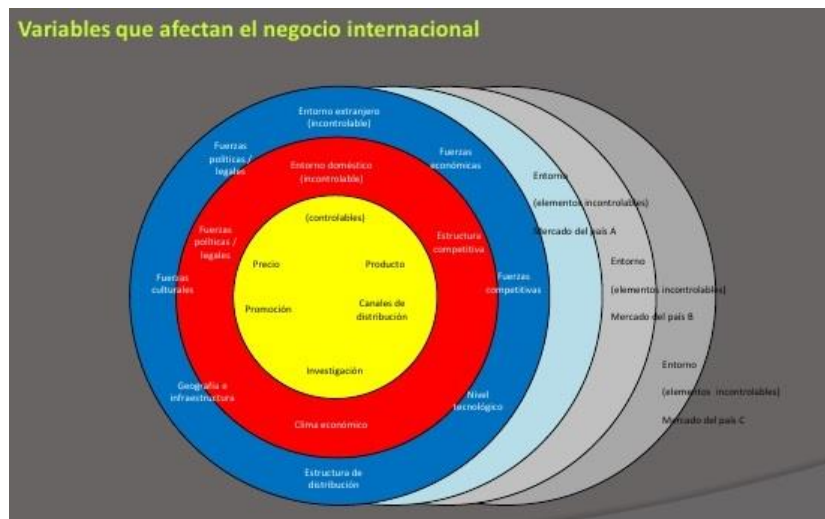 Variables que afectan el negocio internacional
Entorno extranjero
(incontrolable)
Fuerzas
políticas /
legales
Fuerzas
económicas
Entorno doméstico
(incontrolable)
Entorno
(elementos incontrolables)
Mercado del país A
(controlables)
Fuerzas
políticas /
legales
Estructura
competitiva
Precio
Producto
Entorno
(elementos incontrolables)
Mercado del país B
Fuerzas
culturales
Fuerzas
competitivas
Promoción
Canales de
distribución
Investigación
Entorno
(elementos incontrolables)
Mercado del país C
Geografía e
infraestructura
Nivel
tecnológico
Clima económico
Estructura de
distribución